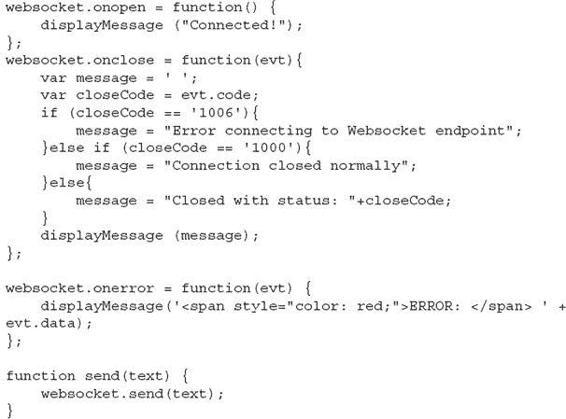 websocket.onopen = function() {
    displayMessage ("Connected!");
};
websocket.onclose = function(evt){
    var message = ' ';
    var closeCode = evt.code;
    if (closeCode == '1006'){
        message = "Error connecting to Websocket endpoint";
    }else if (closeCode == '1000'){
        message = "Connection closed normally";
    }else{
        message = "Closed with status: "+closeCode;
    }
    displayMessage (message);
};

websocket.onerror = function(evt) {
    displayMessage('<span style="color: red;">ERROR: </span> ' +
evt.data);
};

function send(text) {
    websocket.send(text);
}